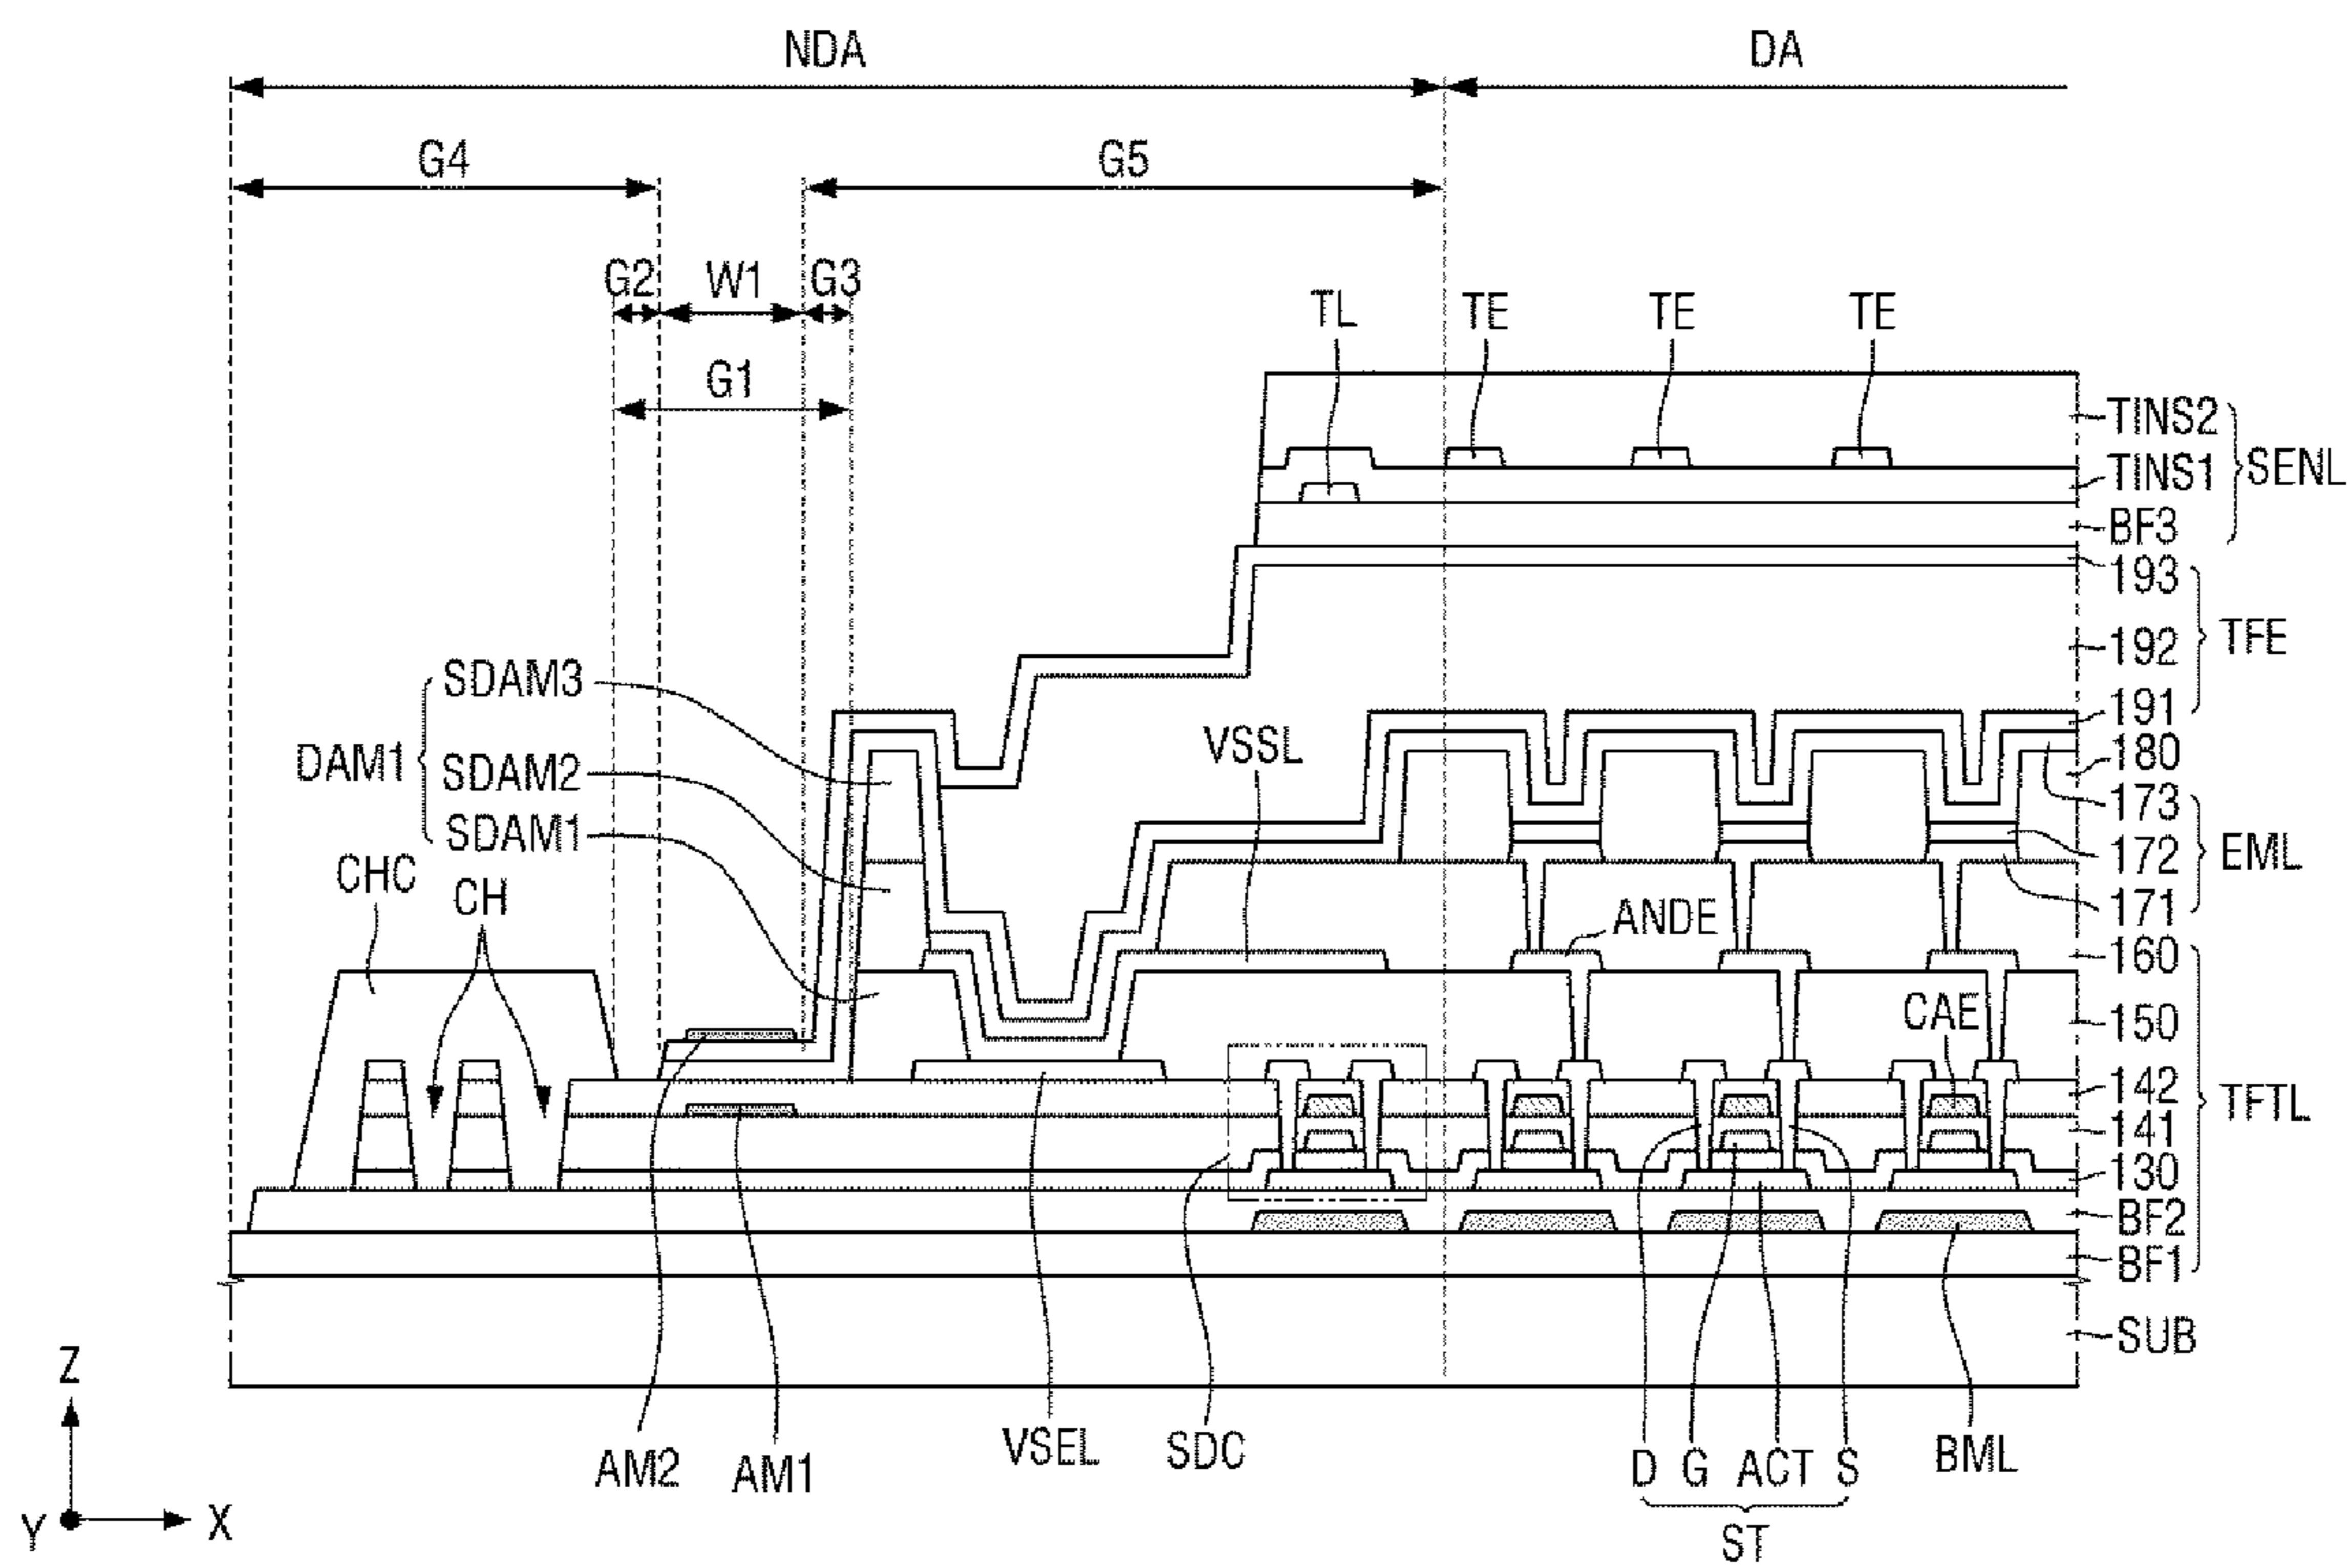 NDA DA
G4 G5
G2 W1 G3
G1
TL TE TE TE
TINS2
TINS1
SENL
BF3
193
192
TFE
191
SDAM3
DAM1 SDAM2
SDAM1
VSSL
180
173
172
EML
171
CHC CH
ANDE
160
CAE
150
142
141
TFTL
130
BF2
BF1
SUB
AM2 AM1 VSEL SDC D G ACT S BML
ST
Z
Y X